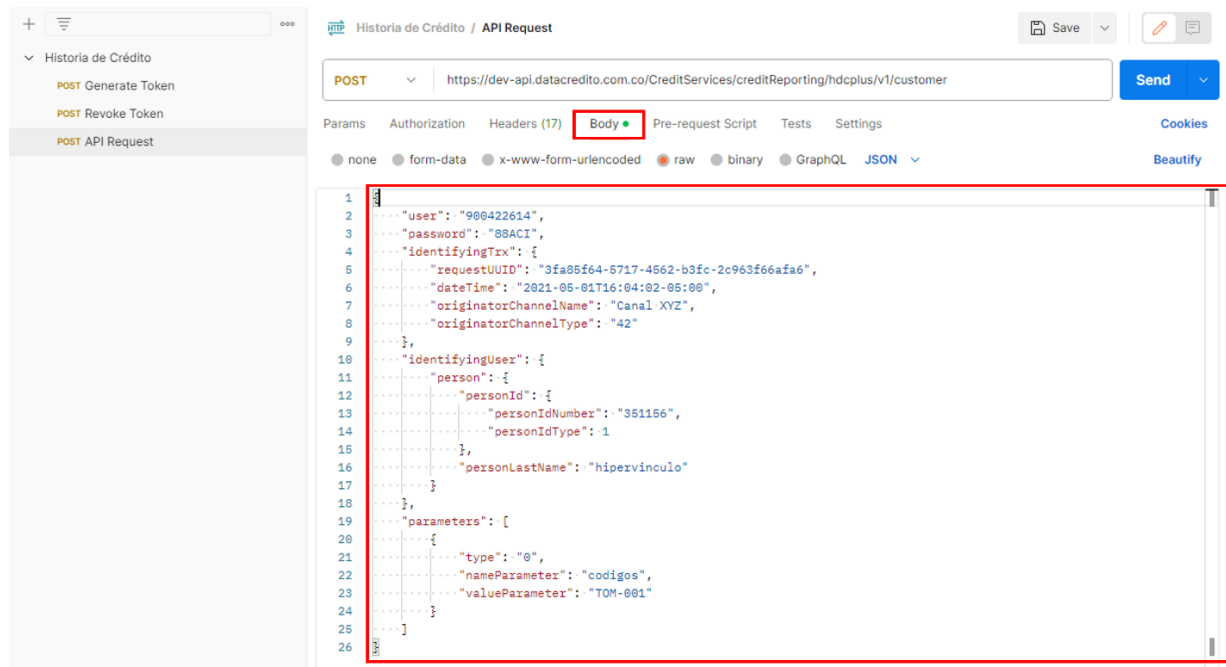 Historia de Crédito / API Request
Save
Historia de Crédito
POST Generate Token
POST Revoke Token
POST API Request
POST https://dev-api.datacredito.com.co/CreditServices/creditReporting/hdcplus/v1/customer Send
Params Authorization Headers (17) Body Pre-request Script Tests Settings Cookies
none form-data x-www-form-urlencoded raw binary GraphQL JSON Beautify
1 {
2 "user": "900422614",
3 "password": "88ACI",
4 "identifyingTrx": {
5 "requestUUID": "3fa85f64-5717-4562-b3fc-2c963f66afa6",
6 "dateTime": "2021-05-01T16:04:02-05:00",
7 "originatorChannelName": "Canal XYZ",
8 "originatorChannelType": "42"
9 },
10 "identifyingUser": {
11 "person": {
12 "personId": {
13 "personIdNumber": "351156",
14 "personIdType": 1
15 },
16 "personLastName": "hipervinculo"
17 }
18 },
19 "parameters": [
20 {
21 "type": "0",
22 "nameParameter": "codigos",
23 "valueParameter": "TOM-001"
24 }
25 ]
26 }